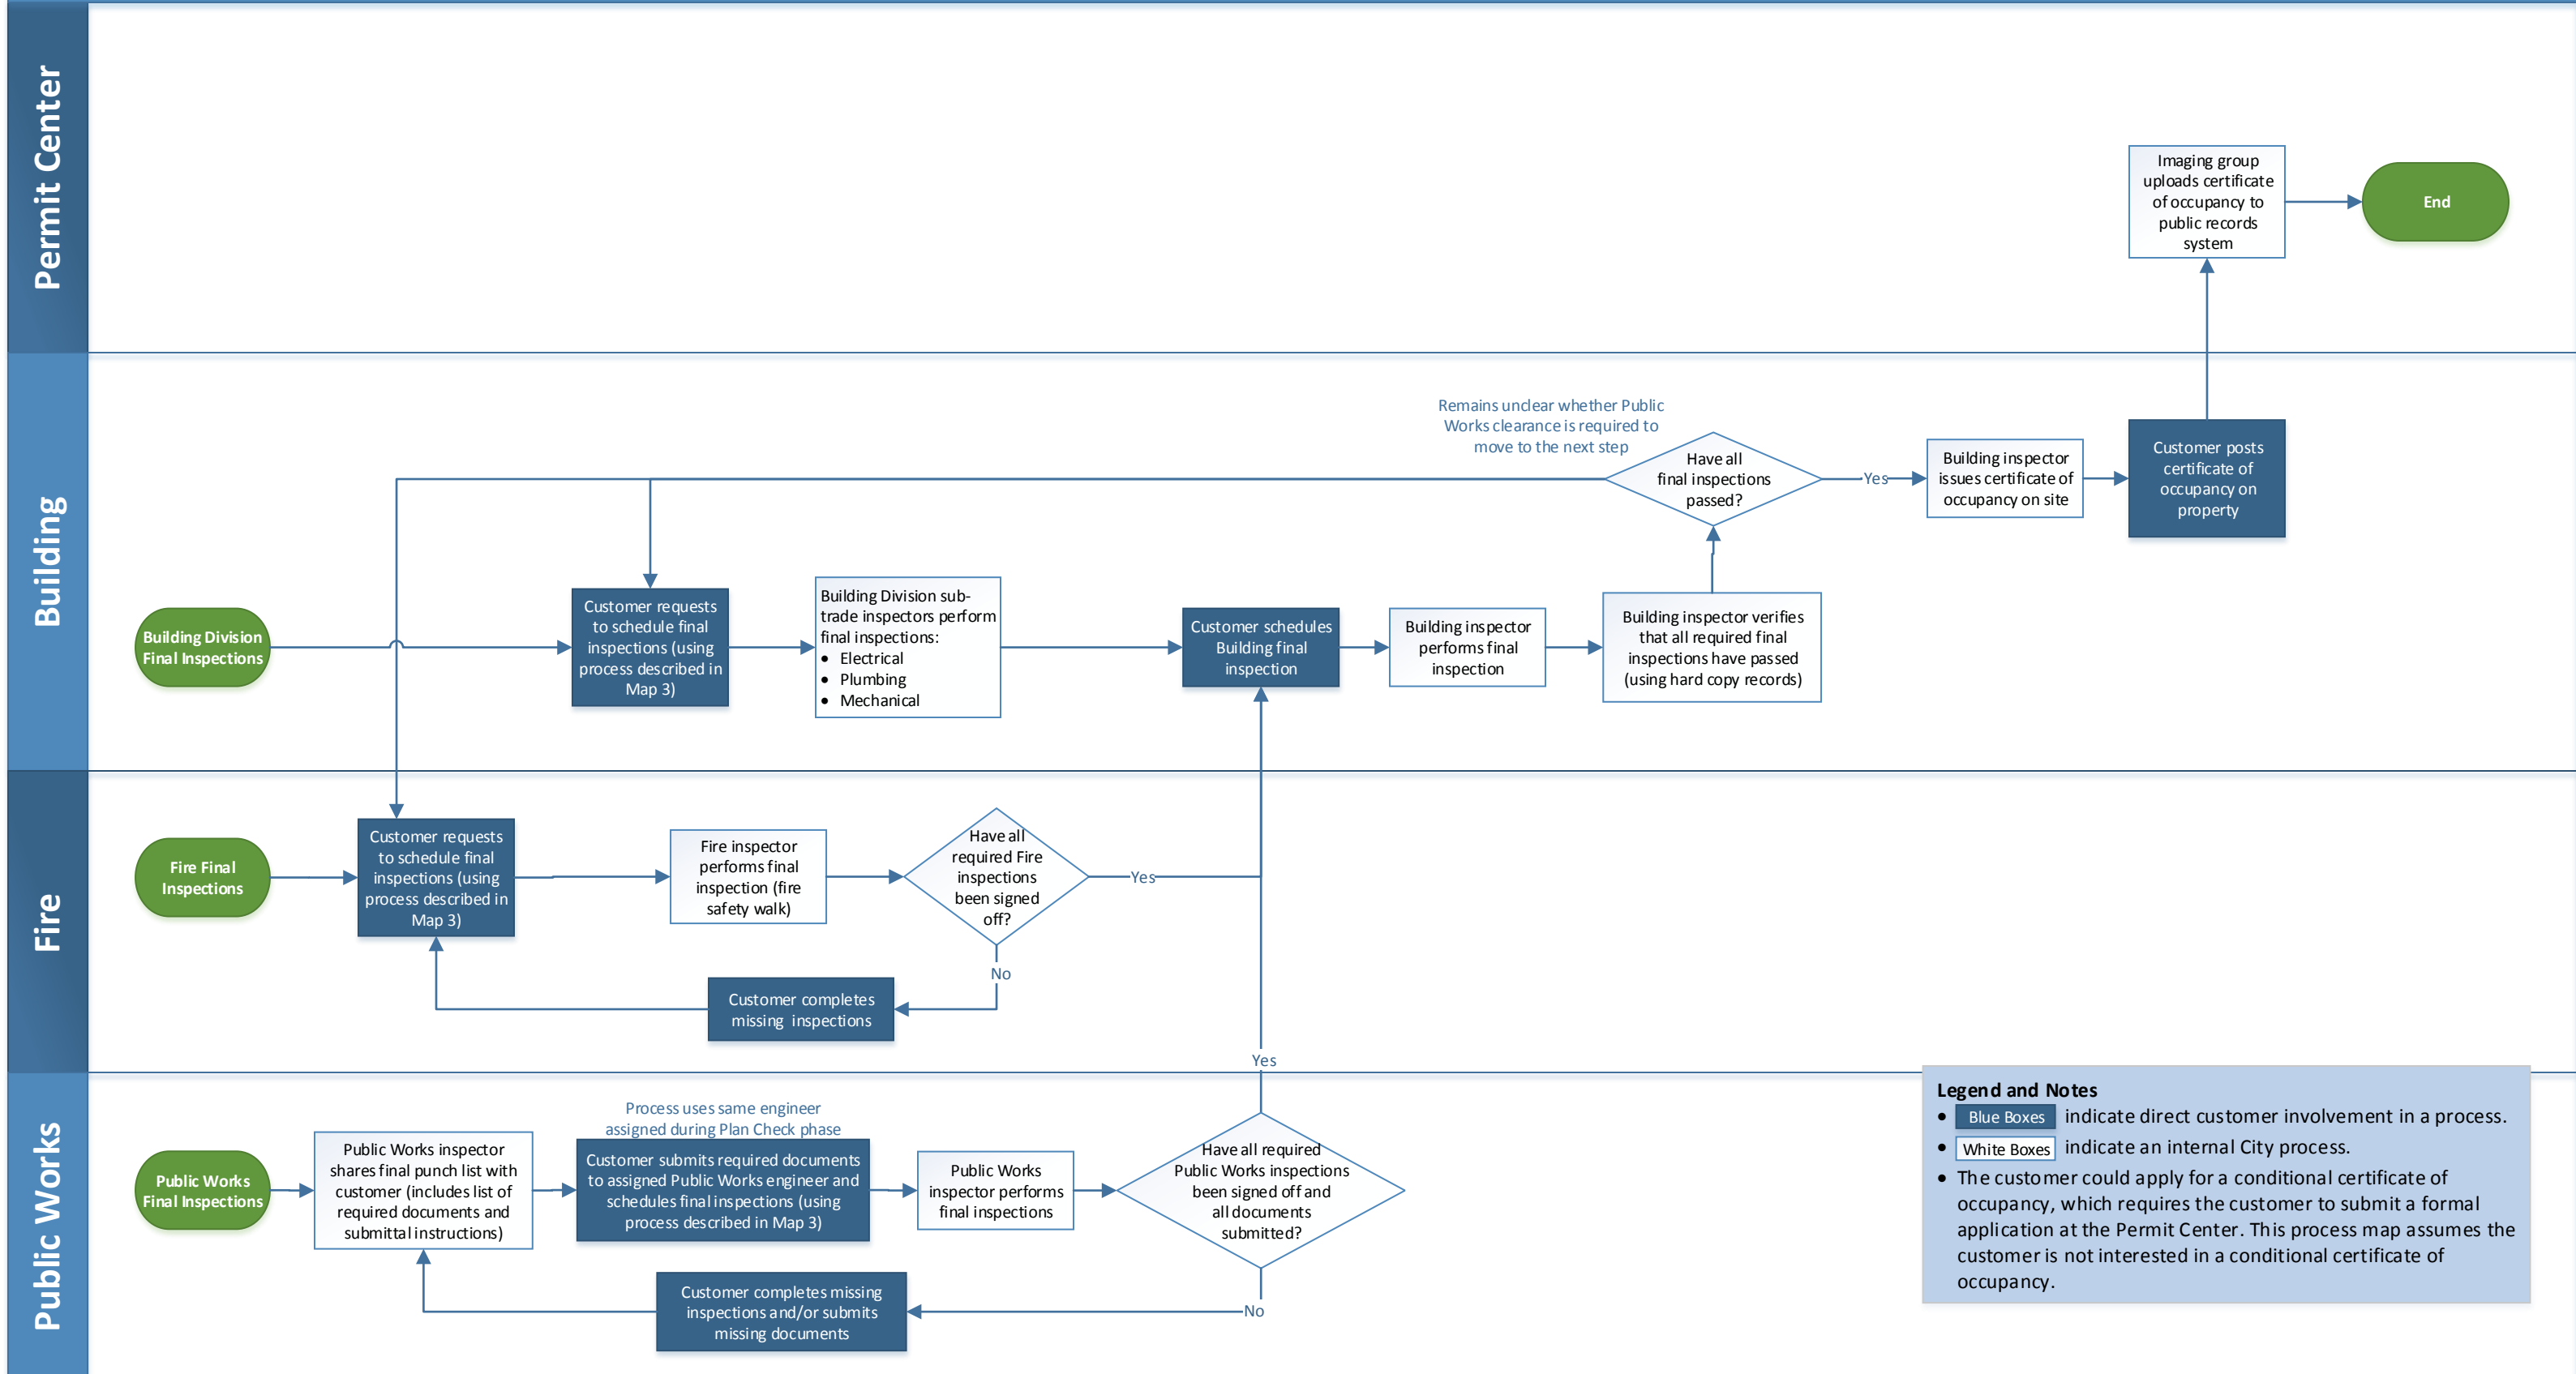 Permit Center
Imaging group
uploads certificate
of occupancy to
public records
system
End
Building
Remains unclear whether Public
Works clearance is required to
move to the next step
Have all
final inspections
passed?
Yes
Building inspector
issues certificate of
occupancy on site
Customer posts
certificate of
occupancy on
property
Building Division
Final Inspections
Customer requests
to schedule final
inspections (using
process described in
Map 3)
Building Division sub-
trade inspectors perform
final inspections:
• Electrical
• Plumbing
• Mechanical
Customer schedules
Building final
inspection
Building inspector
performs final
inspection
Building inspector verifies
that all required final
inspections have passed
(using hard copy records)
Fire
Fire Final
Inspections
Customer requests
to schedule final
inspections (using
process described in
Map 3)
Fire inspector
performs final
inspection (fire
safety walk)
Have all
required Fire
inspections
been signed
off?
Yes
No
Customer completes
missing inspections
Yes
Public Works
Public Works
Final Inspections
Public Works inspector
shares final punch list with
customer (includes list of
required documents and
submittal instructions)
Process uses same engineer
assigned during Plan Check phase
Customer submits required documents
to assigned Public Works engineer and
schedules final inspections (using
process described in Map 3)
Public Works
inspector performs
final inspections
Have all required
Public Works inspections
been signed off and
all documents
submitted?
No
Customer completes missing
inspections and/or submits
missing documents
Legend and Notes
• Blue Boxes indicate direct customer involvement in a process.
• White Boxes indicate an internal City process.
• The customer could apply for a conditional certificate of
occupancy, which requires the customer to submit a formal
application at the Permit Center. This process map assumes the
customer is not interested in a conditional certificate of
occupancy.